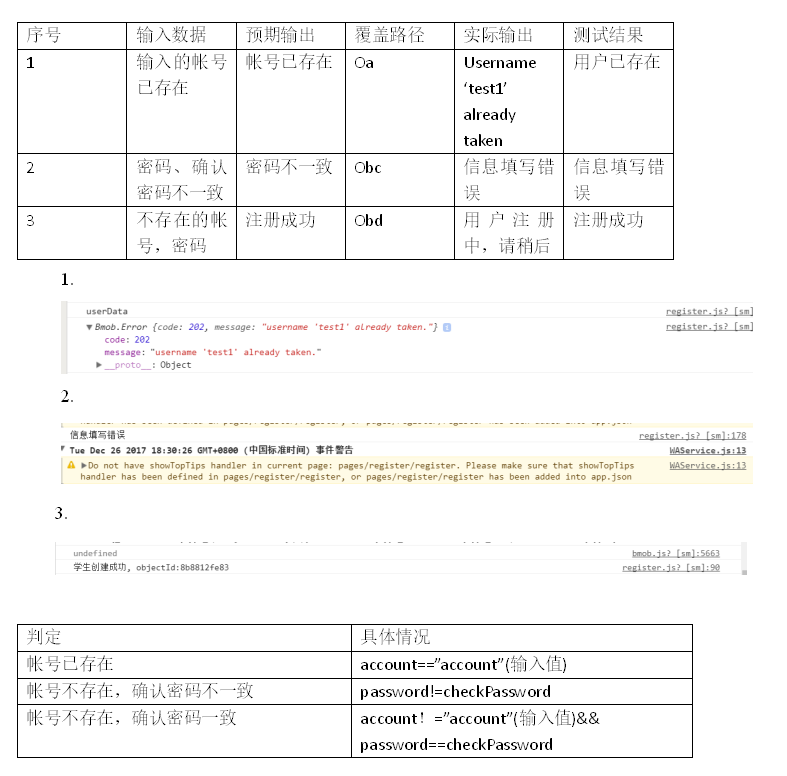 序号 输入数据 预期输出 覆盖路径 实际输出 测试结果
1 输入的帐号已存在 帐号已存在 Oa Username 'test1' already taken 用户已存在
2 密码、确认密码不一致 密码不一致 Obc 信息填写错误 信息填写错误
3 不存在的帐号，密码 注册成功 Obd 用户注册中，请稍后 注册成功
1.
userData register.js? [sm]
▼Bmob.Error {code: 202, message: "username 'test1' already taken."} i register.js? [sm]
code: 202
message: "username 'test1' already taken."
▶__proto__: Object
2.
信息填写错误 register.js? [sm]:178
Tue Dec 26 2017 18:30:26 GMT+0800 (中国标准时间) 事件警告 WAService.js:13
▶Do not have showTopTips handler in current page: pages/register/register. Please make sure that showTopTips WAService.js:13
handler has been defined in pages/register/register, or pages/register/register has been added into app.json
3.
undefined bmob.js? [sm]:5663
学生创建成功, objectId:8b8812fe83 register.js? [sm]:90
判定 具体情况
帐号已存在 account=="account"(输入值)
帐号不存在，确认密码不一致 password!=checkPassword
帐号不存在，确认密码一致 account！="account"(输入值)&&
password==checkPassword